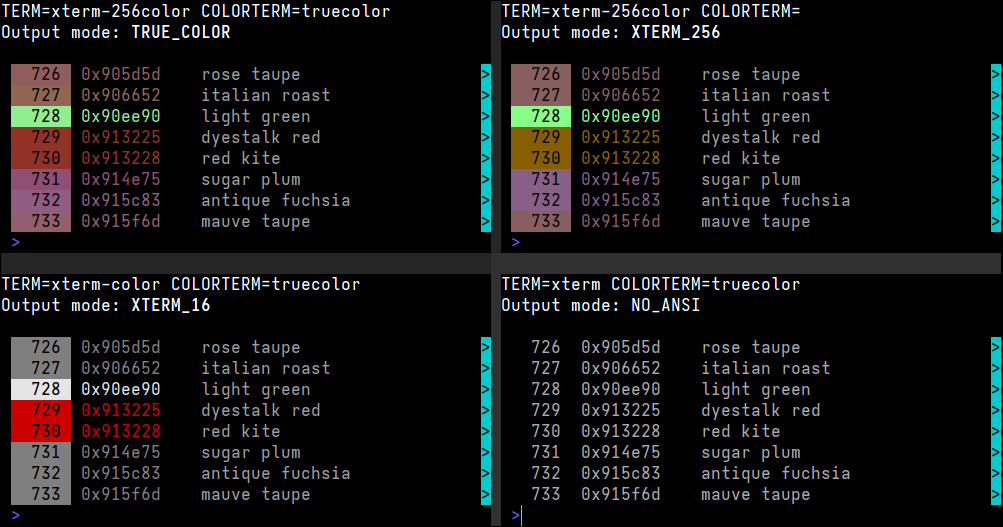 TERM=xterm-256color COLORTERM=truecolor
Output mode: TRUE_COLOR
726 0x905d5d rose taupe >
727 0x906652 italian roast >
728 0x90ee90 light green >
729 0x913225 dyestalk red >
730 0x913228 red kite >
731 0x914e75 sugar plum >
732 0x915c83 antique fuchsia >
733 0x915f6d mauve taupe >
>
TERM=xterm-256color COLORTERM=
Output mode: XTERM_256
726 0x905d5d rose taupe >
727 0x906652 italian roast >
728 0x90ee90 light green >
729 0x913225 dyestalk red >
730 0x913228 red kite >
731 0x914e75 sugar plum >
732 0x915c83 antique fuchsia >
733 0x915f6d mauve taupe >
>
TERM=xterm-color COLORTERM=truecolor
Output mode: XTERM_16
726 0x905d5d rose taupe >
727 0x906652 italian roast >
728 0x90ee90 light green >
729 0x913225 dyestalk red >
730 0x913228 red kite >
731 0x914e75 sugar plum >
732 0x915c83 antique fuchsia >
733 0x915f6d mauve taupe >
>
TERM=xterm COLORTERM=truecolor
Output mode: NO_ANSI
726 0x905d5d rose taupe >
727 0x906652 italian roast >
728 0x90ee90 light green >
729 0x913225 dyestalk red >
730 0x913228 red kite >
731 0x914e75 sugar plum >
732 0x915c83 antique fuchsia >
733 0x915f6d mauve taupe >
>